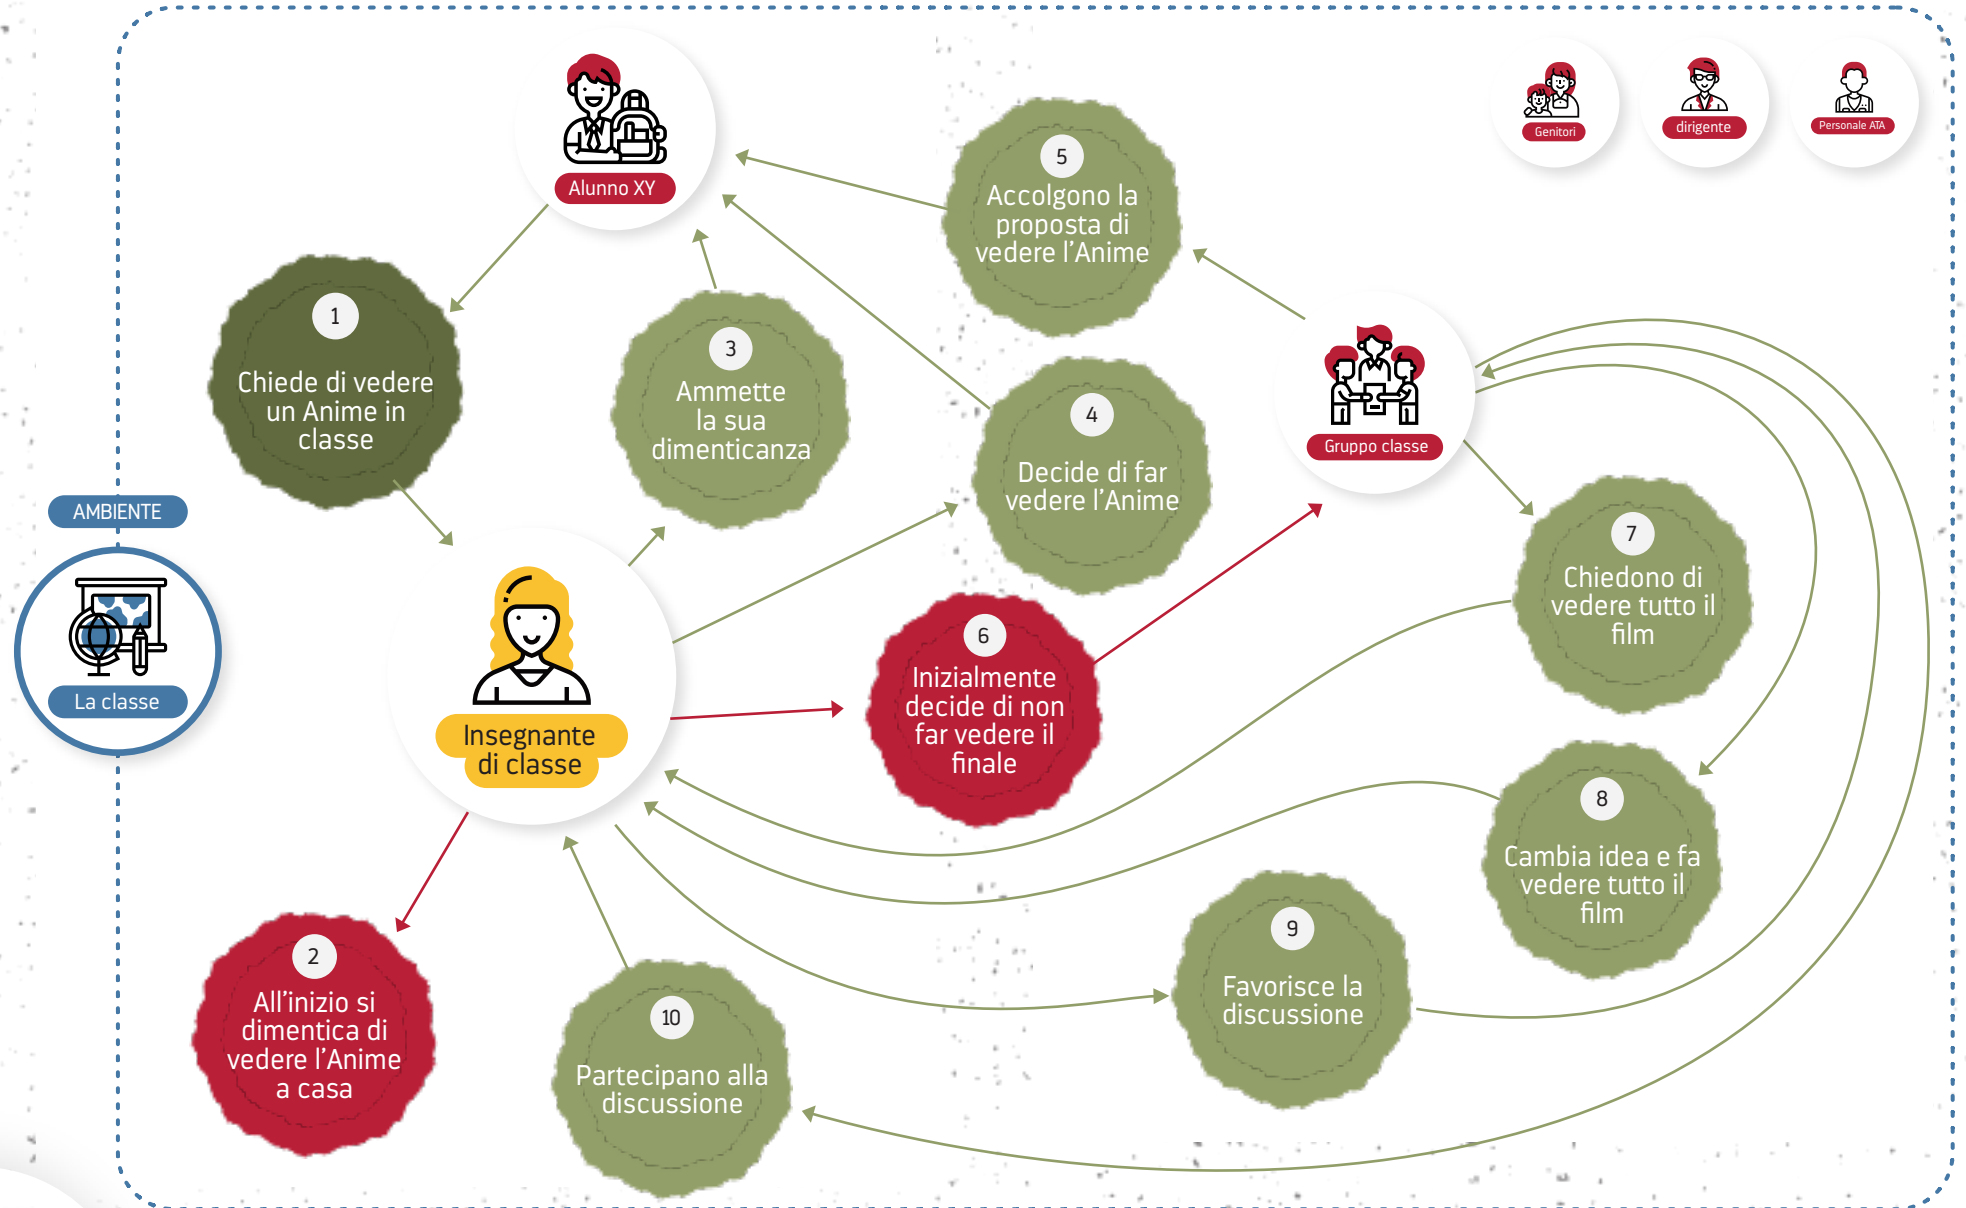 Alunno XY
Genitori
dirigente
Personale ATA
1
Chiede di vedere
un Anime in
classe
3
Ammette
la sua
dimenticanza
5
Accolgono la
proposta di
vedere l'Anime
4
Decide di far
vedere l'Anime
Gruppo classe
AMBIENTE
La classe
Insegnante
di classe
6
Inizialmente
decide di non
far vedere il
finale
7
Chiedono di
vedere tutto il
film
8
Cambia idea e fa
vedere tutto il
film
2
All'inizio si
dimentica di
vedere l'Anime
a casa
10
Partecipano alla
discussione
9
Favorisce la
discussione